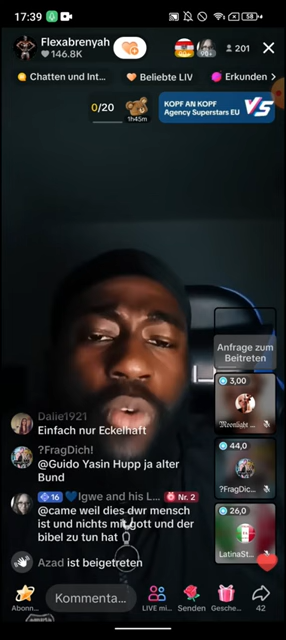 17:39
58
Flexabrenyah
146.8K
99+
201
Chatten und Int...
Beliebte LIV
Erkunden
0/20
1h45m
KOPF AN KOPF
Agency Superstars EU
VS
Anfrage zum
Beitreten
3,00
Moonlight ...
44,0
?FragDic...
26,0
LatinaSt...
Dalie1921
Einfach nur Eckelhaft
?FragDich!
@Guido Yasin Hupp ja alter
Bund
16 Igwe and his L... Nr. 2
@came weil dies dwr mensch
ist und nichts mit gott und der
bibel zu tun hat
Azad ist beigetreten
Abonn...
Kommenta...
LIVE mi...
Senden
Gesche...
42